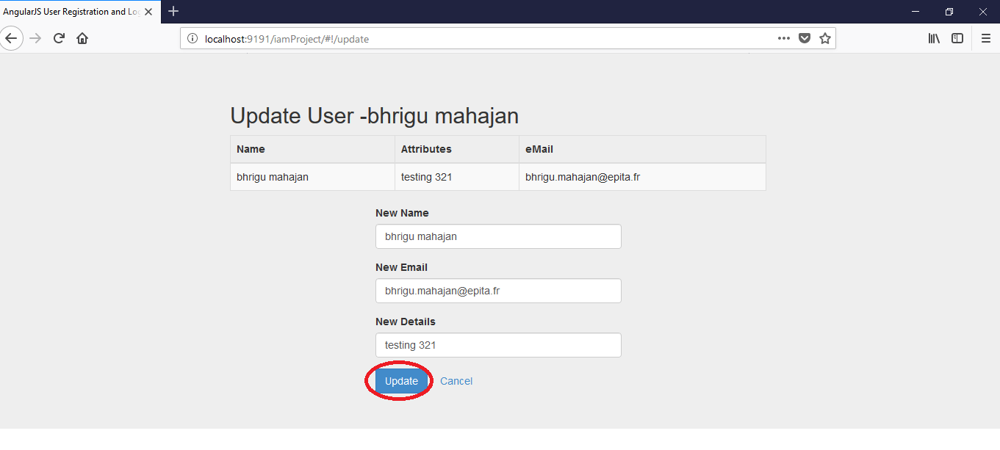 AngularJS User Registration and Lo
localhost:9191/iamProject/#!/update
Update User -bhrigu mahajan
Name Attributes eMail
bhrigu mahajan testing 321 bhrigu.mahajan@epita.fr
New Name
bhrigu mahajan
New Email
bhrigu.mahajan@epita.fr
New Details
testing 321
Update Cancel